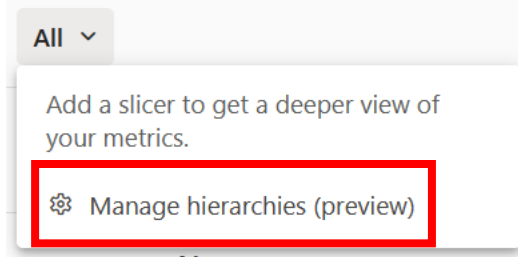 All
Add a slicer to get a deeper view of
your metrics.
Manage hierarchies (preview)